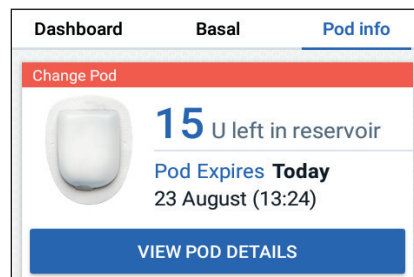 Dashboard Basal Pod info
Change Pod
15 U left in reservoir
Pod Expires Today
23 August (13:24)
VIEW POD DETAILS